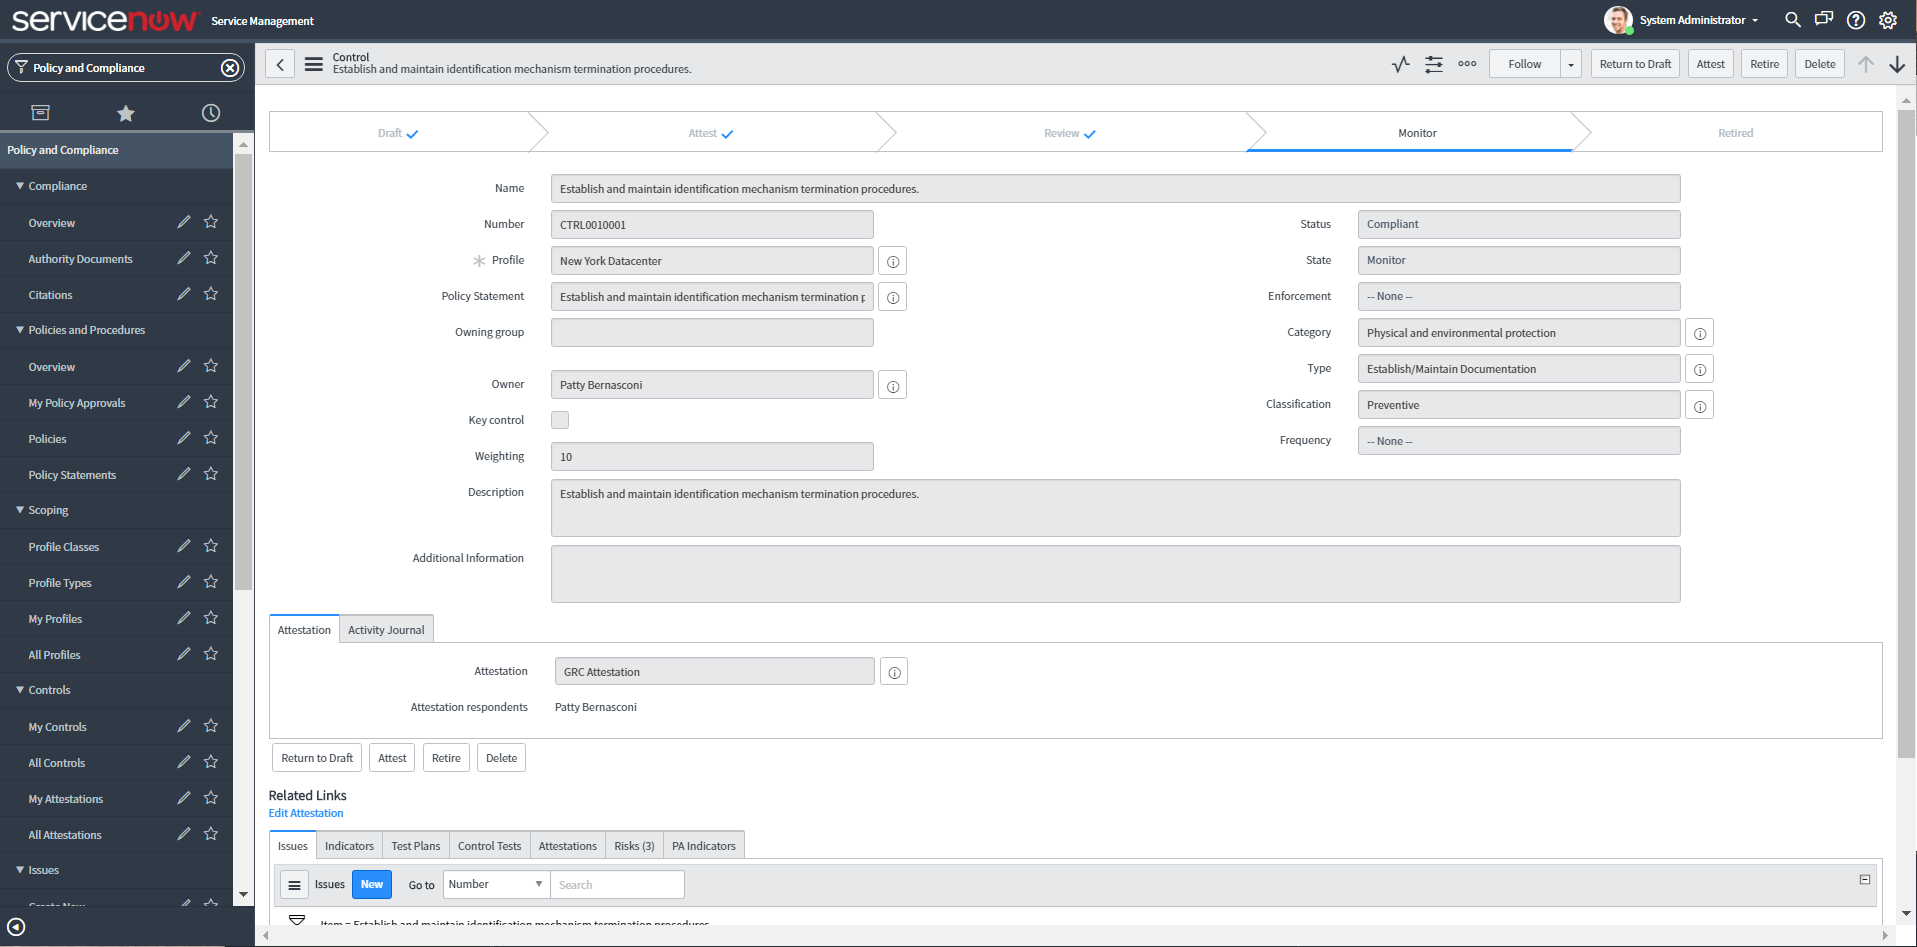 servicenow Service Management
System Administrator
Policy and Compliance
Control
Establish and maintain identification mechanism termination procedures.
Follow
Return to Draft
Attest
Retire
Delete
Policy and Compliance
Compliance
Overview
Authority Documents
Citations
Policies and Procedures
Overview
My Policy Approvals
Policies
Policy Statements
Scoping
Profile Classes
Profile Types
My Profiles
All Profiles
Controls
My Controls
All Controls
My Attestations
All Attestations
Issues
Create New
Draft
Attest
Review
Monitor
Retired
Name Establish and maintain identification mechanism termination procedures.
Number CTRL0010001
Profile New York Datacenter
Policy Statement Establish and maintain identification mechanism termination p
Owning group
Owner Patty Bernasconi
Key control
Weighting 10
Status Compliant
State Monitor
Enforcement -- None --
Category Physical and environmental protection
Type Establish/Maintain Documentation
Classification Preventive
Frequency -- None --
Description Establish and maintain identification mechanism termination procedures.
Additional Information
Attestation Activity Journal
Attestation GRC Attestation
Attestation respondents Patty Bernasconi
Return to Draft Attest Retire Delete
Related Links
Edit Attestation
Issues Indicators Test Plans Control Tests Attestations Risks (3) PA Indicators
Issues New Go to Number Search
Item = Establish and maintain identification mechanism termination procedures.